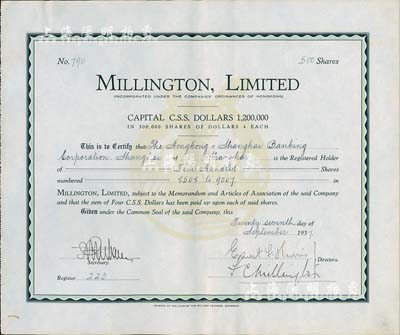 No. 790 500 Shares
MILLINGTON, LIMITED
INCORPORATED UNDER THE COMPANIES ORDINANCES OF HONGKONG.
CAPITAL C.S.S. DOLLARS 1,200,000
IN 300,000 SHARES OF DOLLARS 4 EACH
This is to Certify that The Hongkong & Shanghai Banking
Corporation, Shanghai of Shanghai is the Registered Holder
of Five Hundred Shares
numbered 8508 to 9007 in
MILLINGTON, LIMITED, subject to the Memorandum and Articles of Association of the said Company
and that the sum of Four C.S.S. Dollars has been paid up upon each of said shares.
Given under the Common Seal of the said Company, this
Twenty seventh day of
September 1937
Secretary. Directors.
Register 223